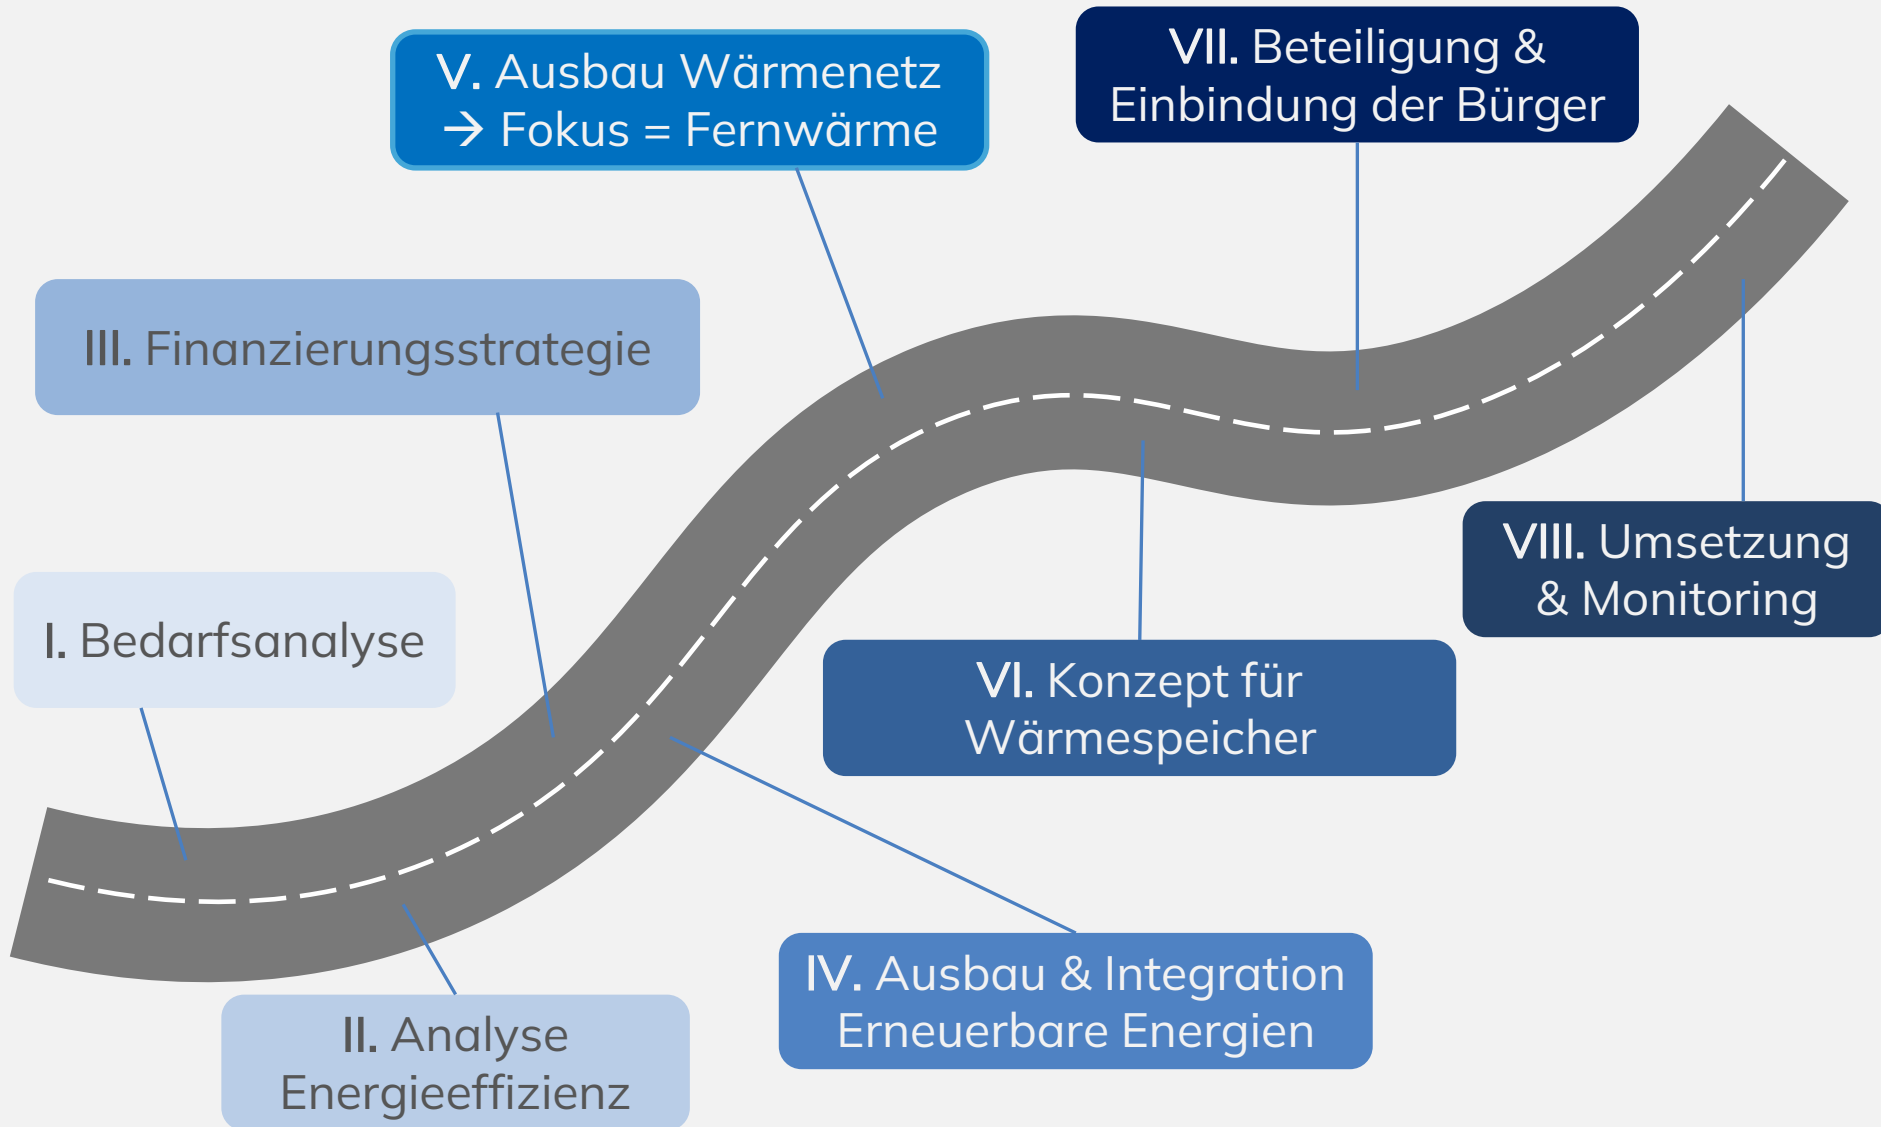 V. Ausbau Wärmenetz
→ Fokus = Fernwärme
VII. Beteiligung &
Einbindung der Bürger
III. Finanzierungsstrategie
I. Bedarfsanalyse
VIII. Umsetzung
& Monitoring
VI. Konzept für
Wärmespeicher
IV. Ausbau & Integration
Erneuerbare Energien
II. Analyse
Energieeffizienz